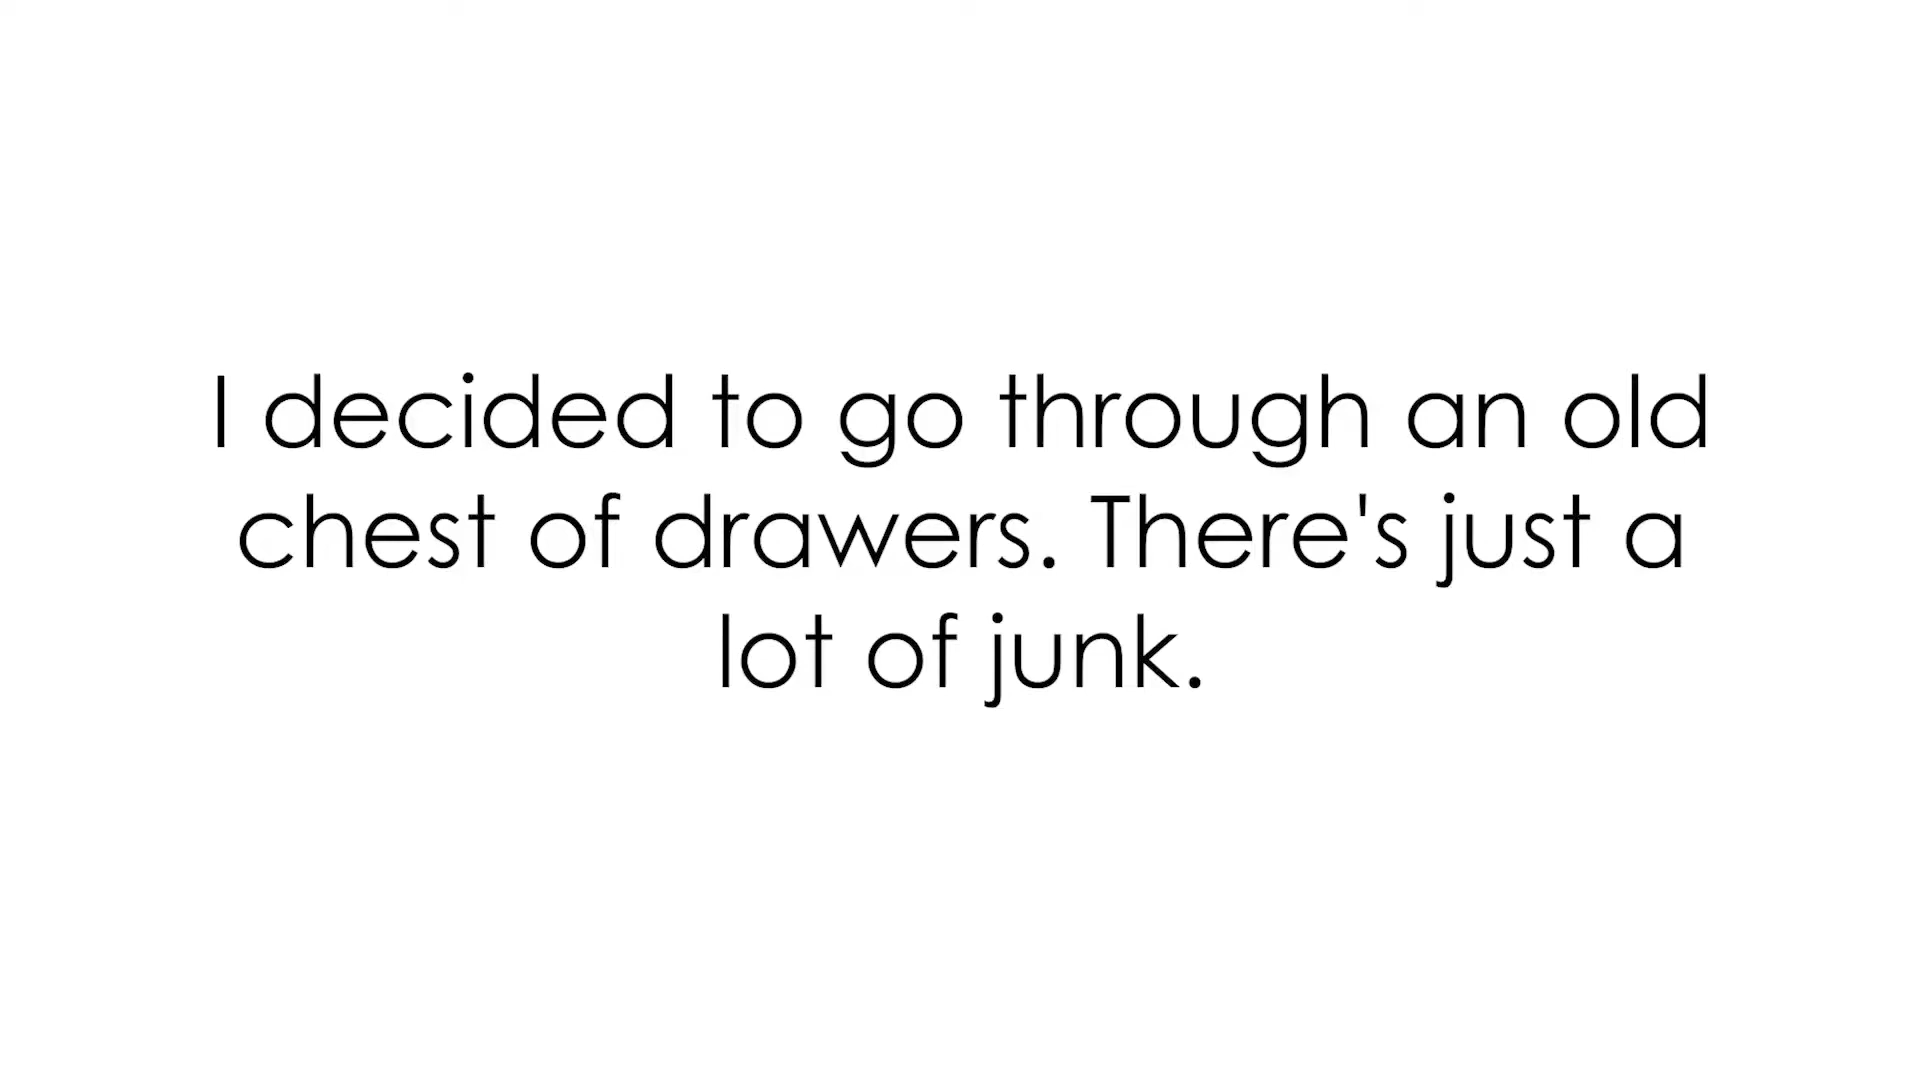 I decided to go through an old
chest of drawers. There's just a
lot of junk.